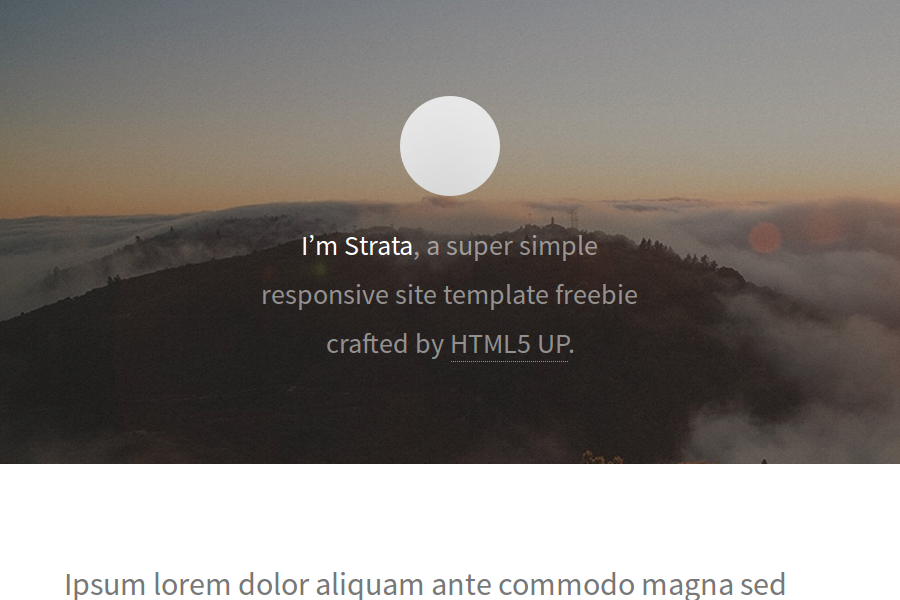 I’m Strata, a super simple
responsive site template freebie
crafted by HTML5 UP.
Ipsum lorem dolor aliquam ante commodo magna sed